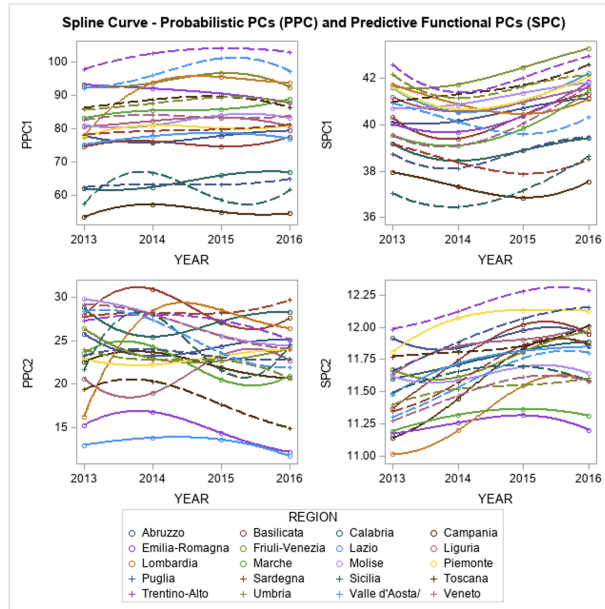 Spline Curve - Probabilistic PCs (PPC) and Predictive Functional PCs (SPC)
PPC1
100
90
80
70
60
2013 2014 2015 2016
YEAR
SPC1
42
40
38
36
2013 2014 2015 2016
YEAR
PPC2
30
25
20
15
2013 2014 2015 2016
YEAR
SPC2
12.25
12.00
11.75
11.50
11.25
11.00
2013 2014 2015 2016
YEAR
REGION
Abruzzo Basilicata Calabria Campania
Emilia-Romagna Friuli-Venezia Lazio Liguria
Lombardia Marche Molise Piemonte
Puglia Sardegna Sicilia Toscana
Trentino-Alto Umbria Valle d'Aosta/ Veneto